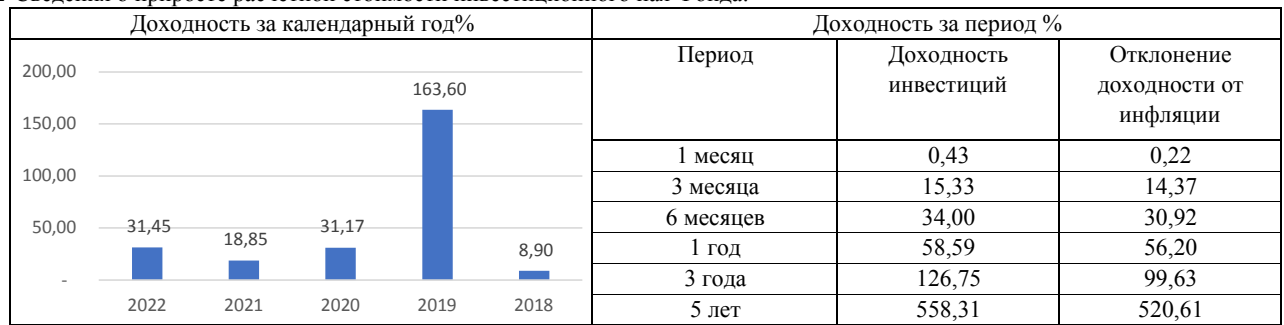 Доходность за календарный год%
Доходность за период %
200,00
150,00
100,00
50,00
-
31,45
18,85
31,17
163,60
8,90
2022 2021 2020 2019 2018
Период Доходность инвестиций Отклонение доходности от инфляции
1 месяц 0,43 0,22
3 месяца 15,33 14,37
6 месяцев 34,00 30,92
1 год 58,59 56,20
3 года 126,75 99,63
5 лет 558,31 520,61